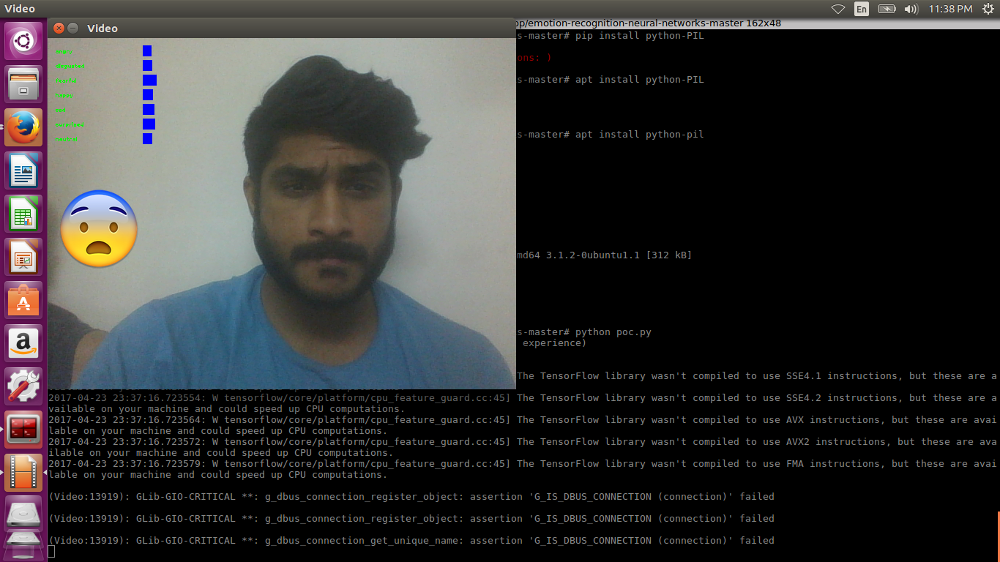 Video
En
11:38 PM
Video
pp/emotion-recognition-neural-networks-master 162x48
s-master# pip install python-PIL
ons: )
s-master# apt install python-PIL
s-master# apt install python-pil
md64 3.1.2-0ubuntu1.1 [312 kB]
s-master# python poc.py
experience)
The TensorFlow library wasn't compiled to use SSE4.1 instructions, but these are a
2017-04-23 23:37:16.723554: W tensorflow/core/platform/cpu_feature_guard.cc:45] The TensorFlow library wasn't compiled to use SSE4.2 instructions, but these are a
vailable on your machine and could speed up CPU computations.
2017-04-23 23:37:16.723564: W tensorflow/core/platform/cpu_feature_guard.cc:45] The TensorFlow library wasn't compiled to use AVX instructions, but these are avai
lable on your machine and could speed up CPU computations.
2017-04-23 23:37:16.723572: W tensorflow/core/platform/cpu_feature_guard.cc:45] The TensorFlow library wasn't compiled to use AVX2 instructions, but these are ava
ilable on your machine and could speed up CPU computations.
2017-04-23 23:37:16.723579: W tensorflow/core/platform/cpu_feature_guard.cc:45] The TensorFlow library wasn't compiled to use FMA instructions, but these are avai
lable on your machine and could speed up CPU computations.
(Video:13919): GLib-GIO-CRITICAL **: g_dbus_connection_register_object: assertion 'G_IS_DBUS_CONNECTION (connection)' failed
(Video:13919): GLib-GIO-CRITICAL **: g_dbus_connection_register_object: assertion 'G_IS_DBUS_CONNECTION (connection)' failed
(Video:13919): GLib-GIO-CRITICAL **: g_dbus_connection_get_unique_name: assertion 'G_IS_DBUS_CONNECTION (connection)' failed